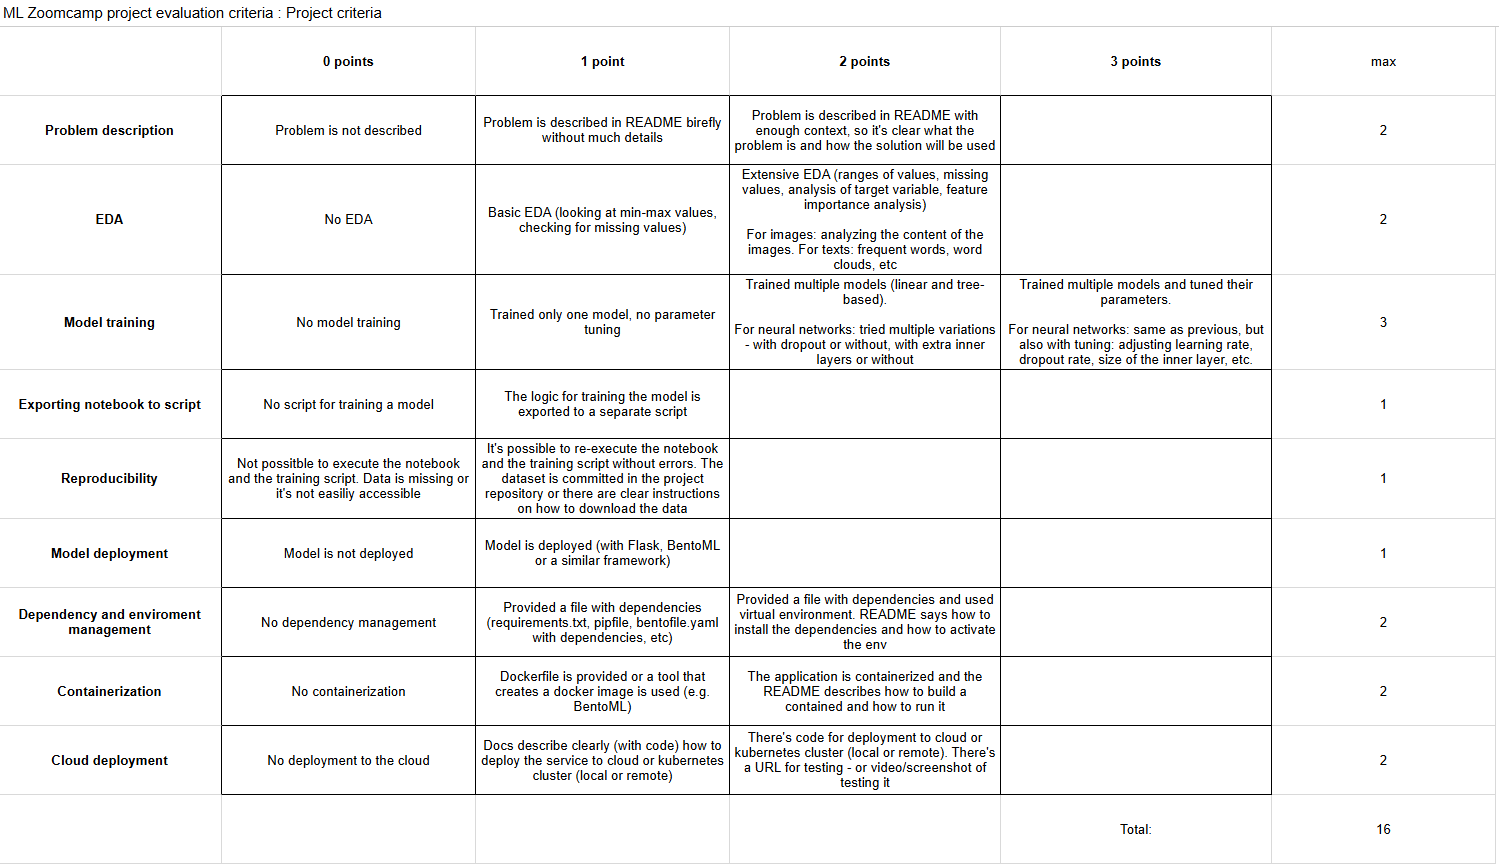 ML Zoomcamp project evaluation criteria : Project criteria
0 points
1 point
2 points
3 points
max
Problem description
Problem is not described
Problem is described in README birefly
without much details
Problem is described in README with
enough context, so it's clear what the
problem is and how the solution will be used
2
EDA
No EDA
Basic EDA (looking at min-max values,
checking for missing values)
Extensive EDA (ranges of values, missing
values, analysis of target variable, feature
importance analysis)
For images: analyzing the content of the
images. For texts: frequent words, word
clouds, etc
2
Model training
No model training
Trained only one model, no parameter
tuning
Trained multiple models (linear and tree-
based).
For neural networks: tried multiple variations
- with dropout or without, with extra inner
layers or without
Trained multiple models and tuned their
parameters.
For neural networks: same as previous, but
also with tuning: adjusting learning rate,
dropout rate, size of the inner layer, etc.
3
Exporting notebook to script
No script for training a model
The logic for training the model is
exported to a separate script
1
Reproducibility
Not possitble to execute the notebook
and the training script. Data is missing or
it's not easiliy accessible
It's possible to re-execute the notebook
and the training script without errors. The
dataset is committed in the project
repository or there are clear instructions
on how to download the data
1
Model deployment
Model is not deployed
Model is deployed (with Flask, BentoML
or a similar framework)
1
Dependency and enviroment
management
No dependency management
Provided a file with dependencies
(requirements.txt, pipfile, bentofile.yaml
with dependencies, etc)
Provided a file with dependencies and used
virtual environment. README says how to
install the dependencies and how to activate
the env
2
Containerization
No containerization
Dockerfile is provided or a tool that
creates a docker image is used (e.g.
BentoML)
The application is containerized and the
README describes how to build a
contained and how to run it
2
Cloud deployment
No deployment to the cloud
Docs describe clearly (with code) how to
deploy the service to cloud or kubernetes
cluster (local or remote)
There's code for deployment to cloud or
kubernetes cluster (local or remote). There's
a URL for testing - or video/screenshot of
testing it
2
Total:
16